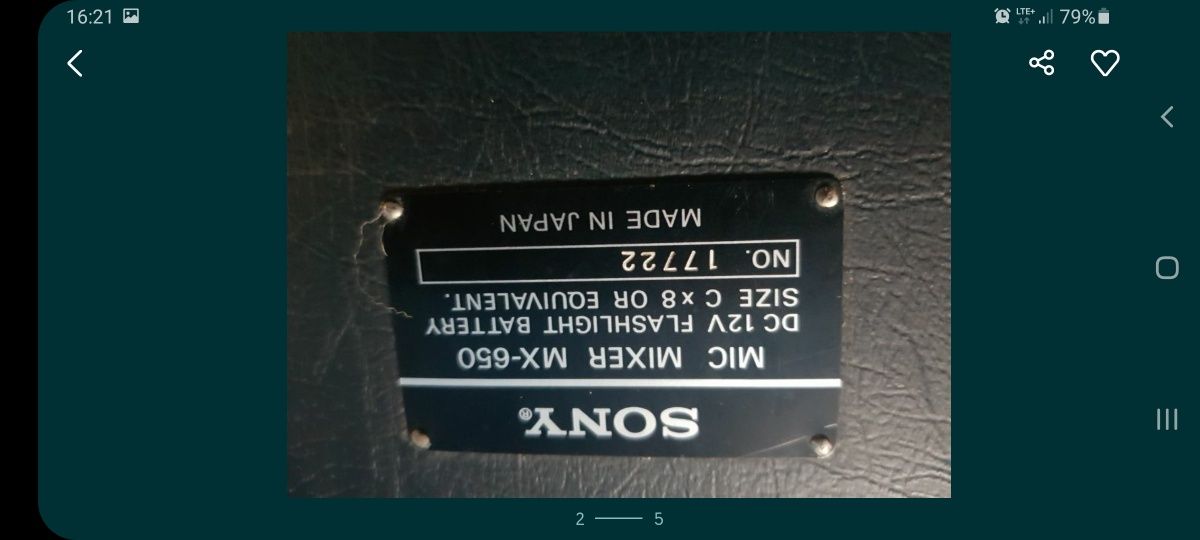 16:21
LTE+
79%
SONY®
MIC MIXER MX-650
DC 12V FLASHLIGHT BATTERY
SIZE C x 8 OR EQUIVALENT.
NO. 17722
MADE IN JAPAN
2 5